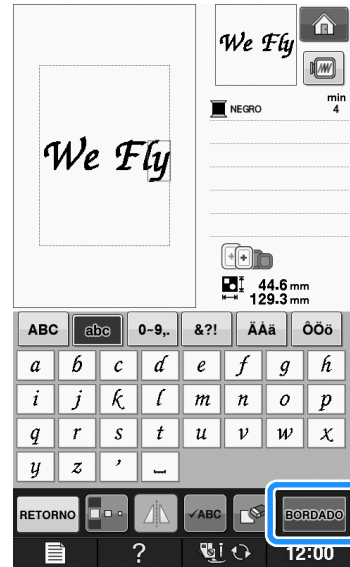 We Fly
We Fly
NEGRO
min
4
44.6 mm
129.3 mm
ABC abc 0~9,. &?! ÄÅä ÔÖö
a b c d e f g h
i j k l m n o p
q r s t u v w x
y z ’ ⎵
RETORNO ✓ABC BORDADO
? 12:00